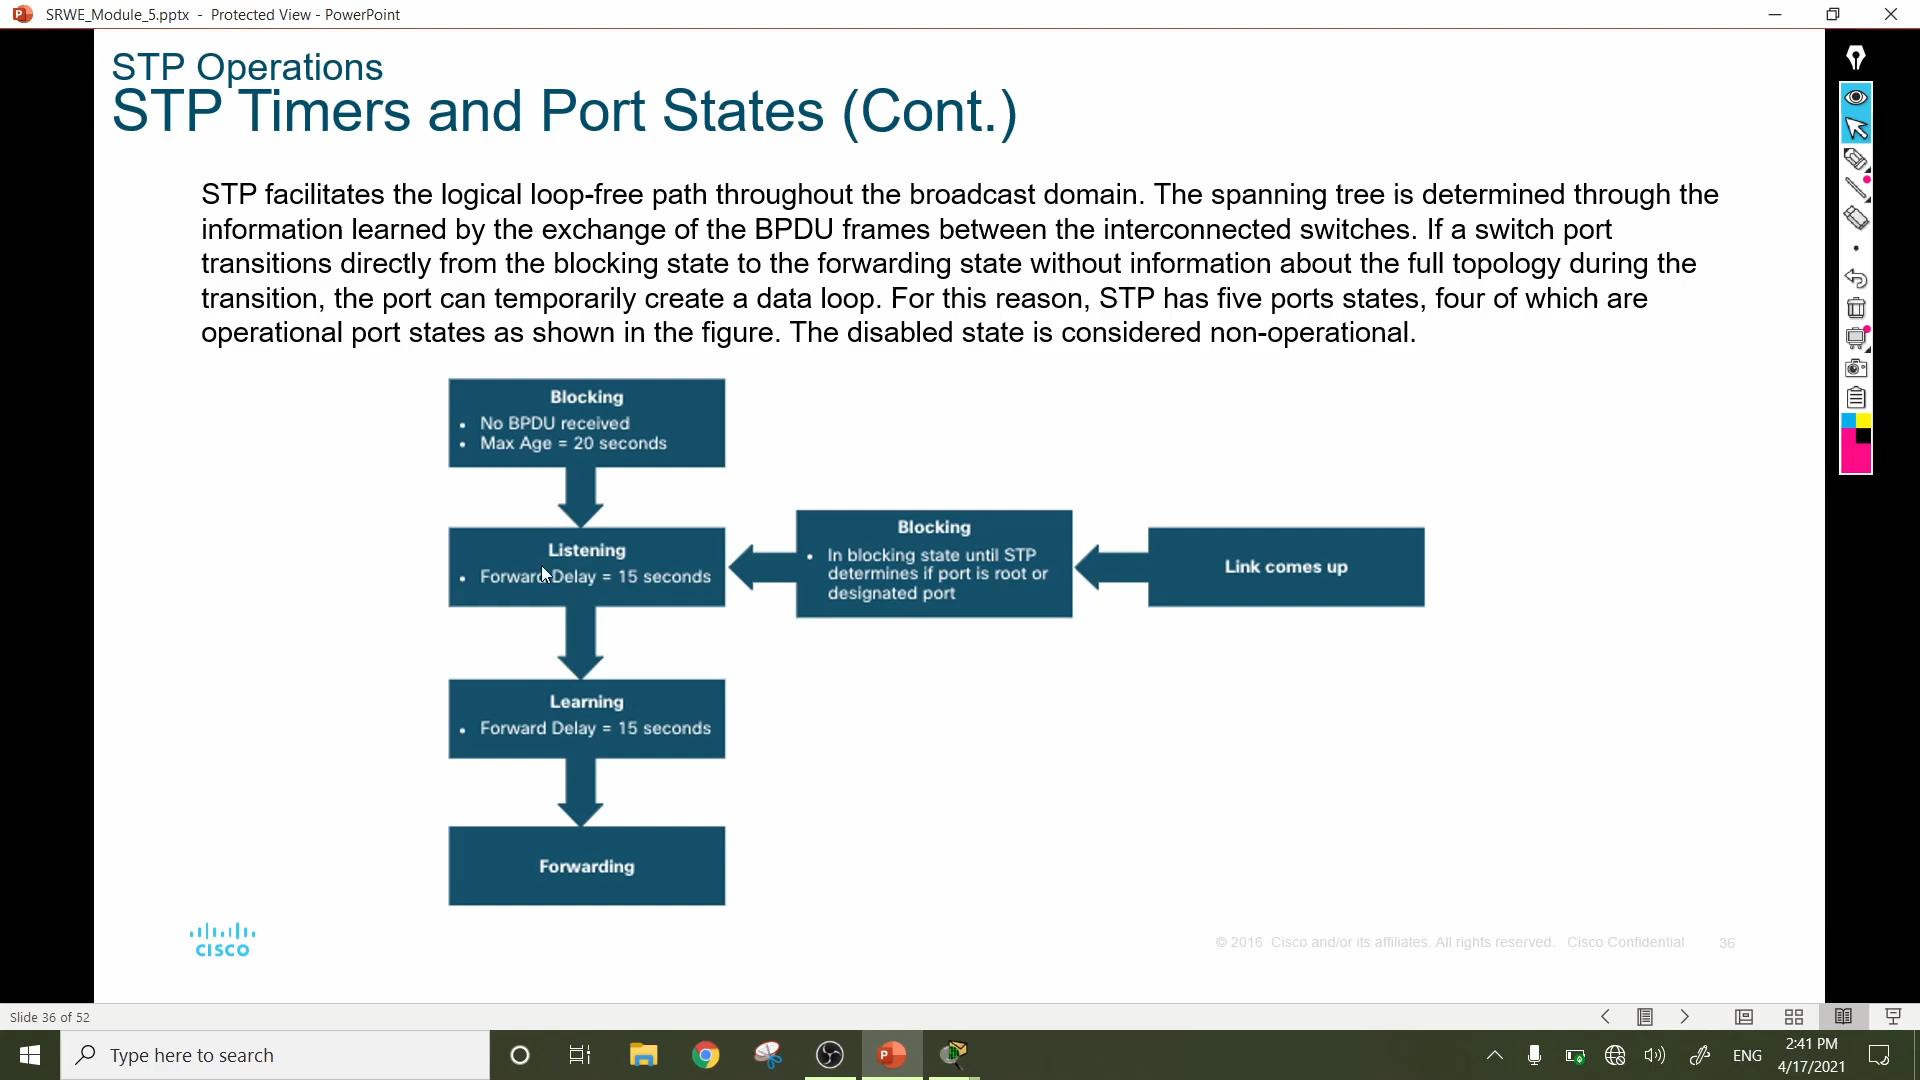 SRWE_Module_5.pptx - Protected View - PowerPoint
STP Operations
STP Timers and Port States (Cont.)
STP facilitates the logical loop-free path throughout the broadcast domain. The spanning tree is determined through the
information learned by the exchange of the BPDU frames between the interconnected switches. If a switch port
transitions directly from the blocking state to the forwarding state without information about the full topology during the
transition, the port can temporarily create a data loop. For this reason, STP has five ports states, four of which are
operational port states as shown in the figure. The disabled state is considered non-operational.
Blocking
• No BPDU received
• Max Age = 20 seconds
Listening
• Forward Delay = 15 seconds
Blocking
• In blocking state until STP
determines if port is root or
designated port
Link comes up
Learning
• Forward Delay = 15 seconds
Forwarding
CISCO
© 2016 Cisco and/or its affiliates. All rights reserved. Cisco Confidential 36
Slide 36 of 52
Type here to search
ENG
2:41 PM
4/17/2021